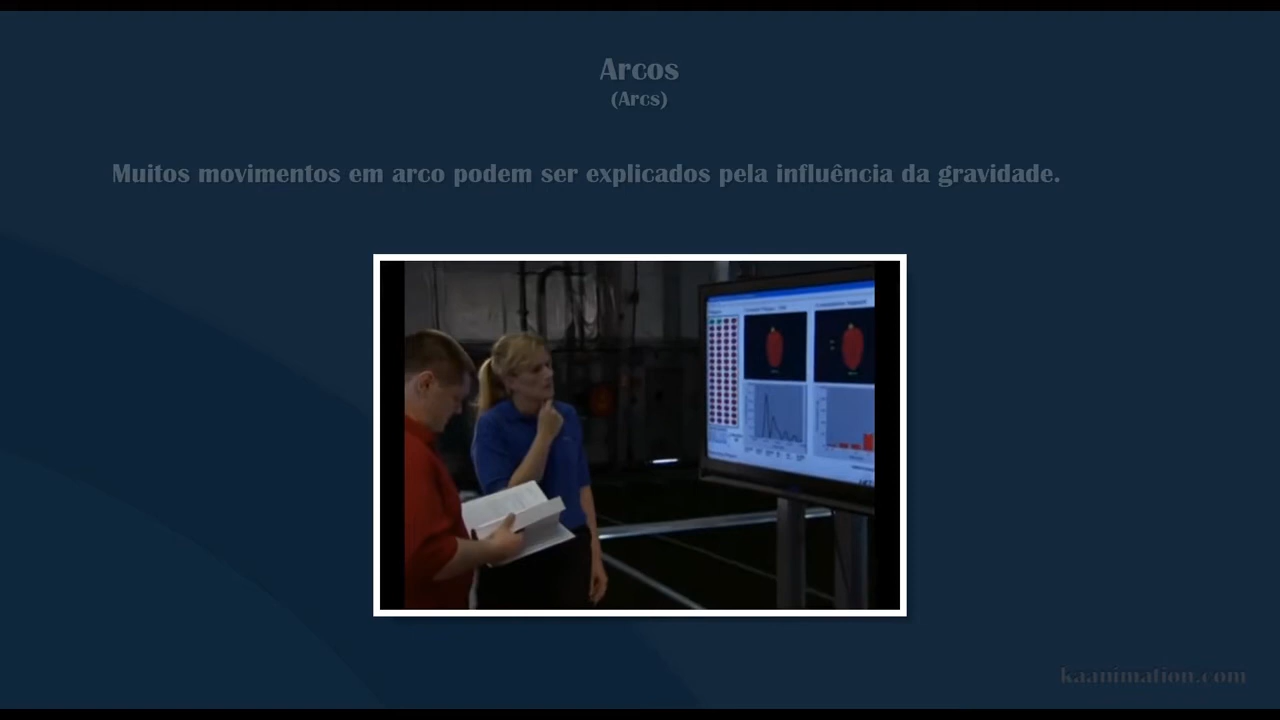 Arcos
(Arcs)
Muitos movimentos em arco podem ser explicados pela influência da gravidade.
kaanimation.com